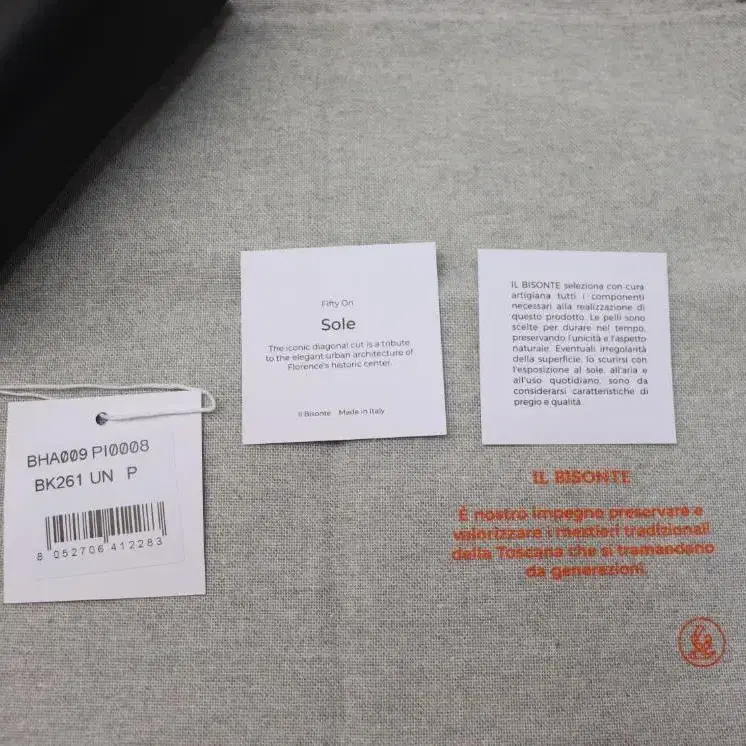 Fifty On
Sole
The iconic diagonal cut is a tribute
to the elegant urban architecture of
Florence's historic center.
Il Bisonte Made in Italy
IL BISONTE seleziona con cura
artigiana tutti i componenti
necessari alla realizzazione di
questo prodotto. Le pelli sono
scelte per durare nel tempo,
preservando l'unicità e l'aspetto
naturale. Eventuali irregolarità
della superficie, lo scurirsi con
l'esposizione al sole, all'aria e
all'uso quotidiano, sono da
considerarsi caratteristiche di
pregio e qualità.
BHA009 PI0008
BK261 UN P
8 052706 412283
IL BISONTE
È nostro impegno preservare e
valorizzare i mestieri tradizionali
della Toscana che si tramandano
da generazioni.